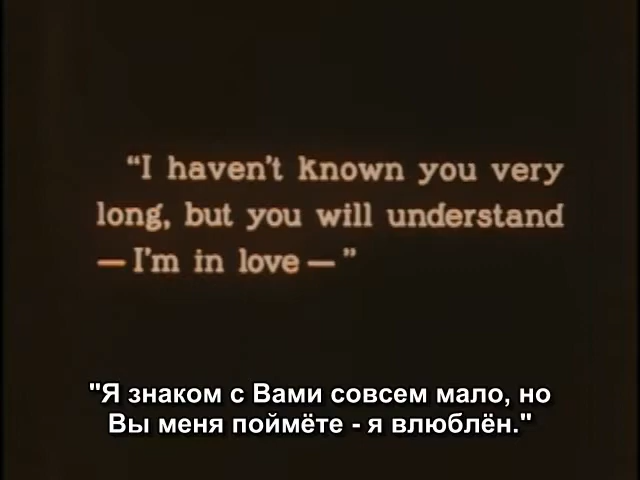 “I haven't known you very
long, but you will understand
— I'm in love — ”
"Я знаком с Вами совсем мало, но
Вы меня поймёте - я влюблён."